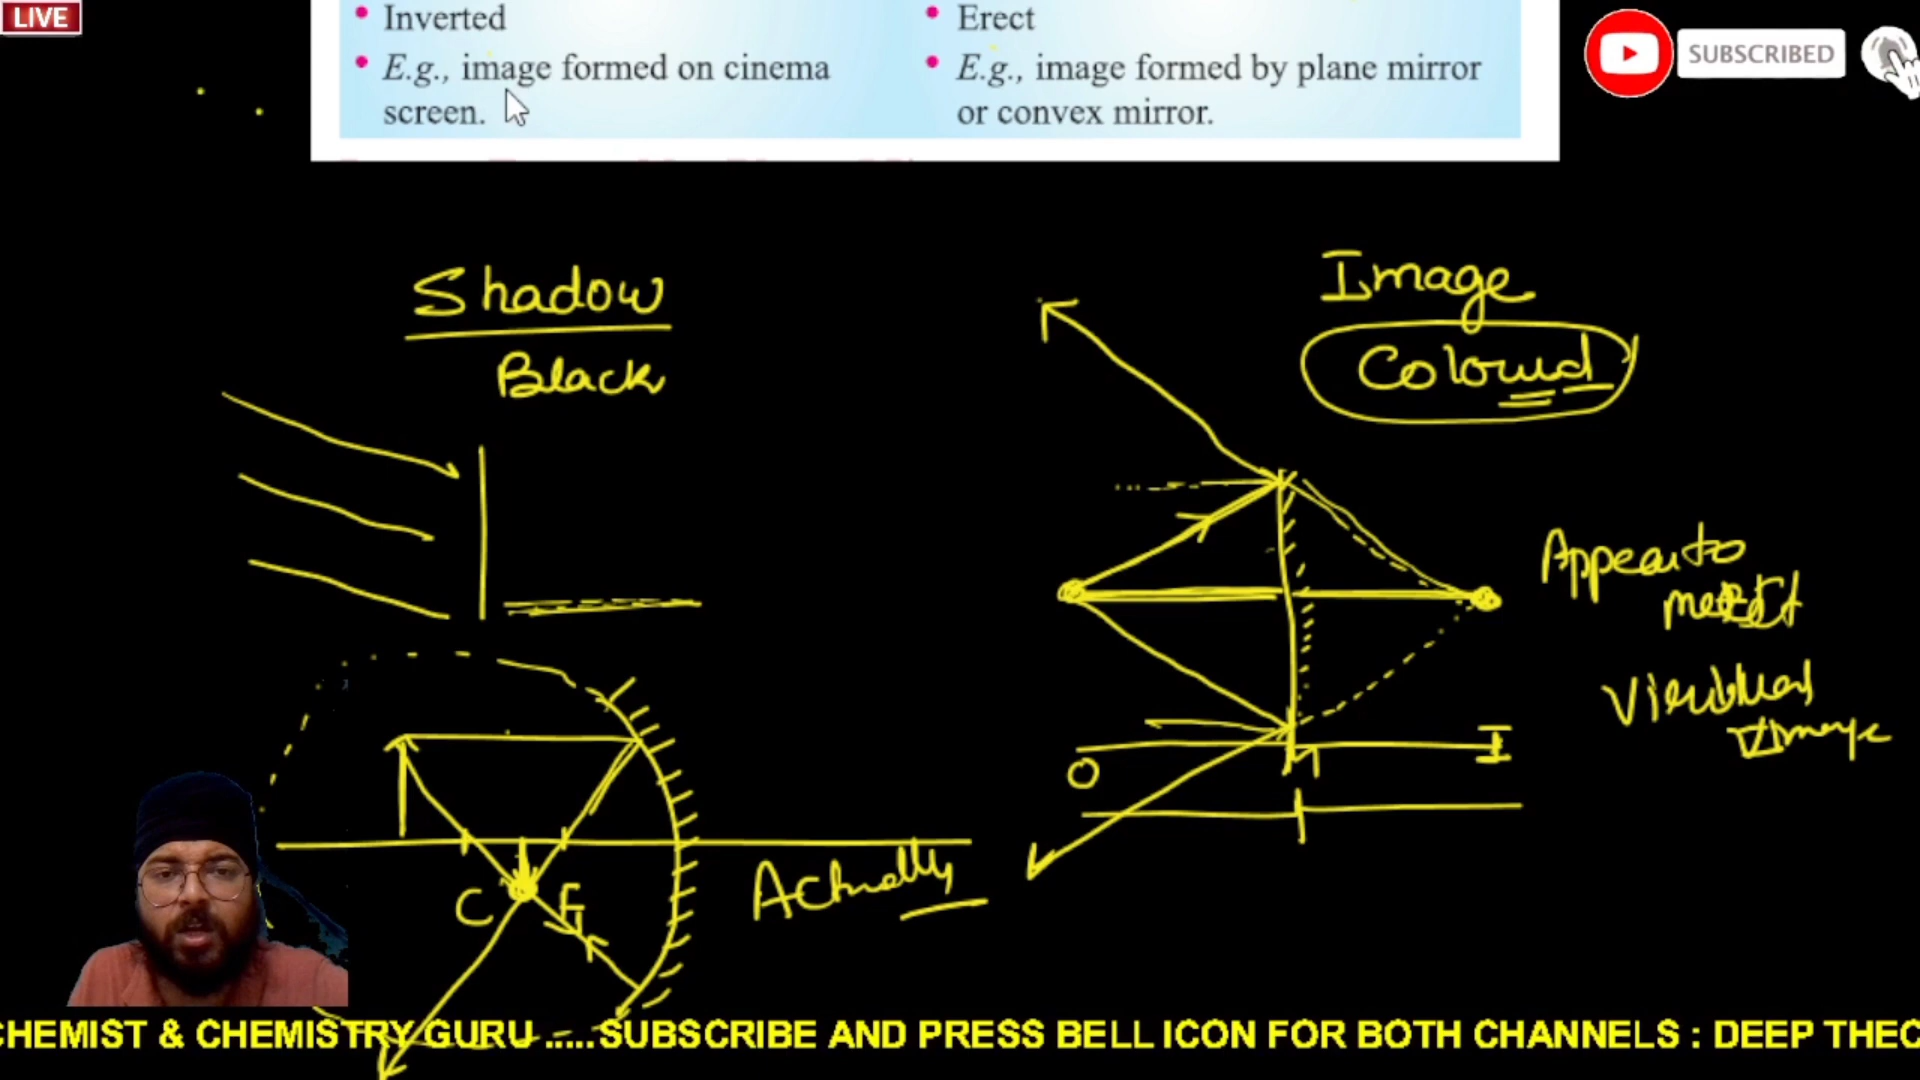 LIVE
• Inverted
• E.g., image formed on cinema
screen.
• Erect
• E.g., image formed by plane mirror
or convex mirror.
SUBSCRIBED
Shadow
Black
Image
Coloured
Appear to
meet
Virtual
Image
O
M
I
C
F
Actually
CHEMIST & CHEMISTRY GURU .....SUBSCRIBE AND PRESS BELL ICON FOR BOTH CHANNELS : DEEP THEC